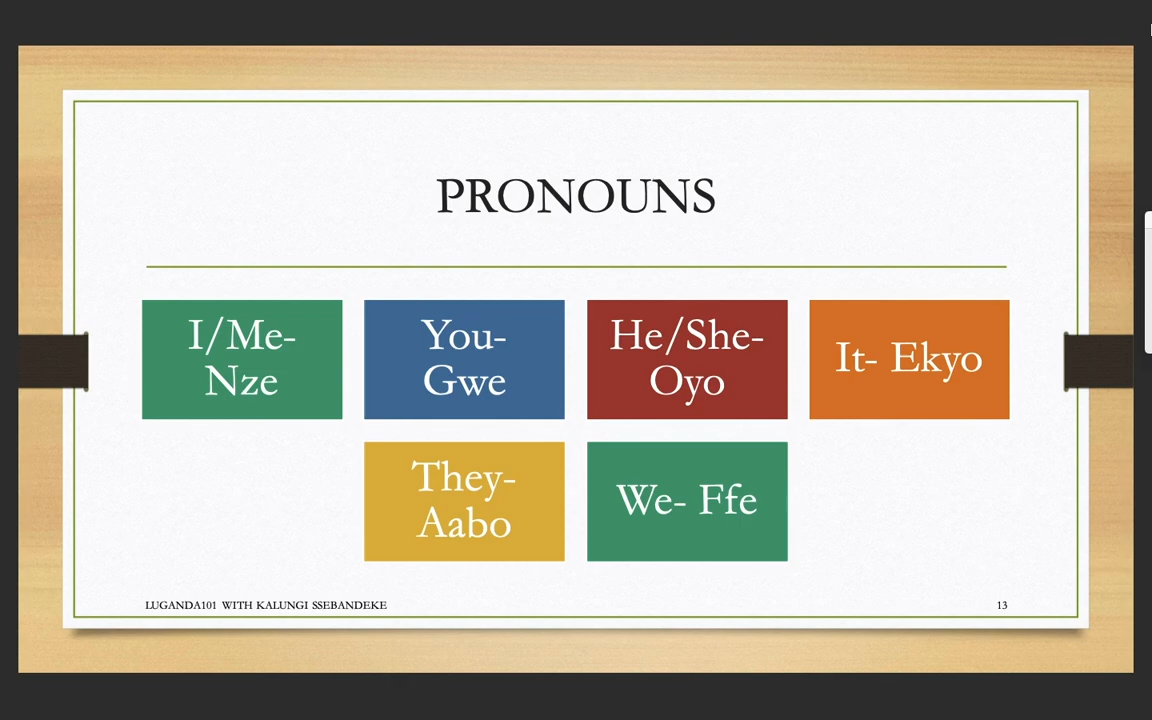 PRONOUNS
I/Me-
Nze
You-
Gwe
He/She-
Oyo
It- Ekyo
They-
Aabo
We- Ffe
LUGANDA101 WITH KALUNGI SSEBANDEKE
13